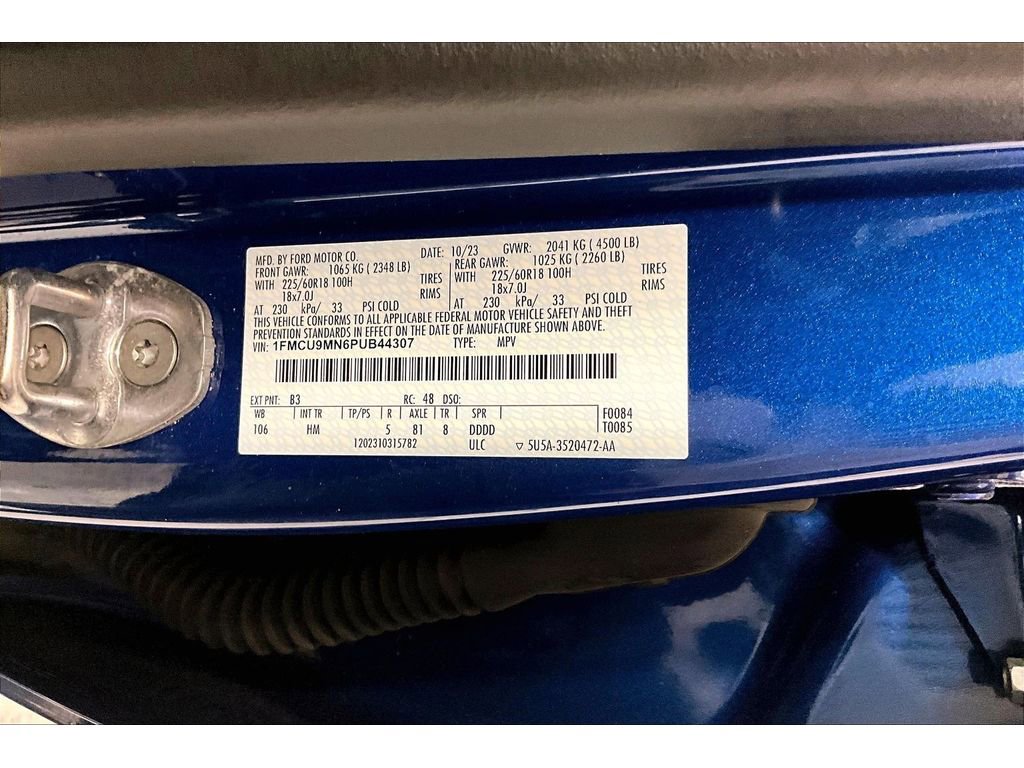 MFD. BY FORD MOTOR CO. DATE: 10/23 GVWR: 2041 KG ( 4500 LB)
FRONT GAWR: 1065 KG ( 2348 LB) REAR GAWR: 1025 KG ( 2260 LB)
WITH 225/60R18 100H TIRES WITH 225/60R18 100H TIRES
18x7.0J RIMS 18x7.0J RIMS
AT 230 kPa/ 33 PSI COLD AT 230 kPa/ 33 PSI COLD
THIS VEHICLE CONFORMS TO ALL APPLICABLE FEDERAL MOTOR VEHICLE SAFETY AND THEFT
PREVENTION STANDARDS IN EFFECT ON THE DATE OF MANUFACTURE SHOWN ABOVE.
VIN: 1FMCU9MN6PUB44307 TYPE: MPV
EXT PNT: B3 RC: 48 DSO:
WB INT TR TP/PS R AXLE TR SPR F0084
106 HM 5 81 8 DDDD T0085
1202310315782 ULC ▽ 5U5A-3520472-AA